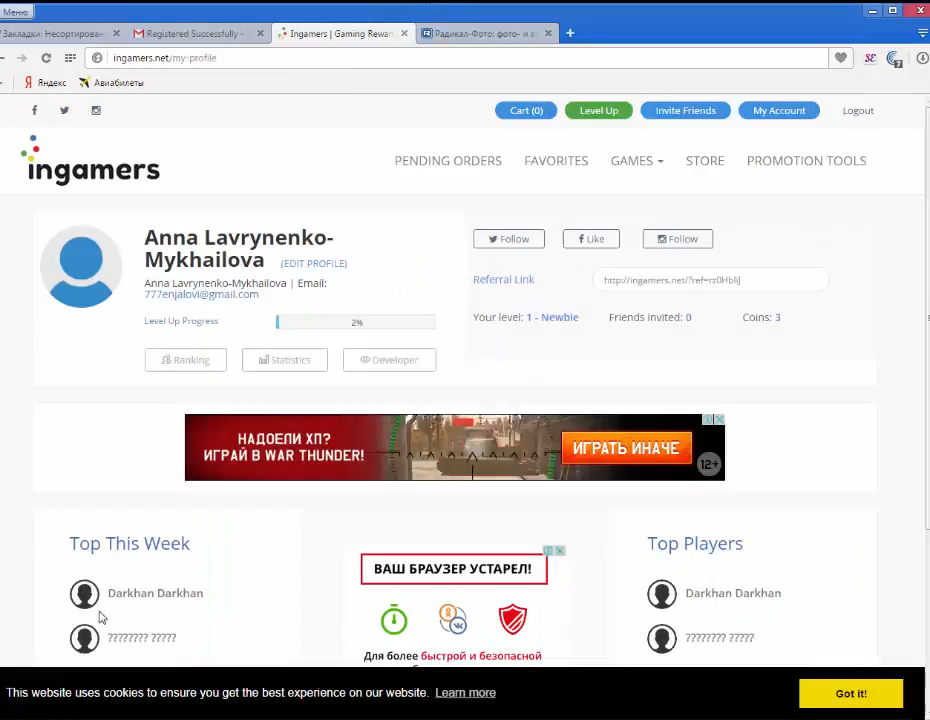 Меню
Закладки: Несортирован
Registered Successfully -
Ingamers | Gaming Rewar
Радикал-Фото: фото- и в
ingamers.net/my-profile
SE
7
Яндекс
Авиабилеты
Cart (0)
Level Up
Invite Friends
My Account
Logout
ingamers
PENDING ORDERS
FAVORITES
GAMES
STORE
PROMOTION TOOLS
Anna Lavrynenko-
Mykhailova (EDIT PROFILE)
Anna Lavrynenko-Mykhailova | Email:
777enjalovi@gmail.com
Level Up Progress
2%
Ranking
Statistics
Developer
Follow
Like
Follow
Referral Link
http://ingamers.net/?ref=rz0HbIiJ
Your level: 1 - Newbie
Friends invited: 0
Coins: 3
НАДОЕЛИ ХП?
ИГРАЙ В WAR THUNDER!
ИГРАТЬ ИНАЧЕ
12+
Top This Week
Darkhan Darkhan
???????? ?????
ВАШ БРАУЗЕР УСТАРЕЛ!
Для более быстрой и безопасной
Top Players
Darkhan Darkhan
???????? ?????
This website uses cookies to ensure you get the best experience on our website. Learn more
Got it!